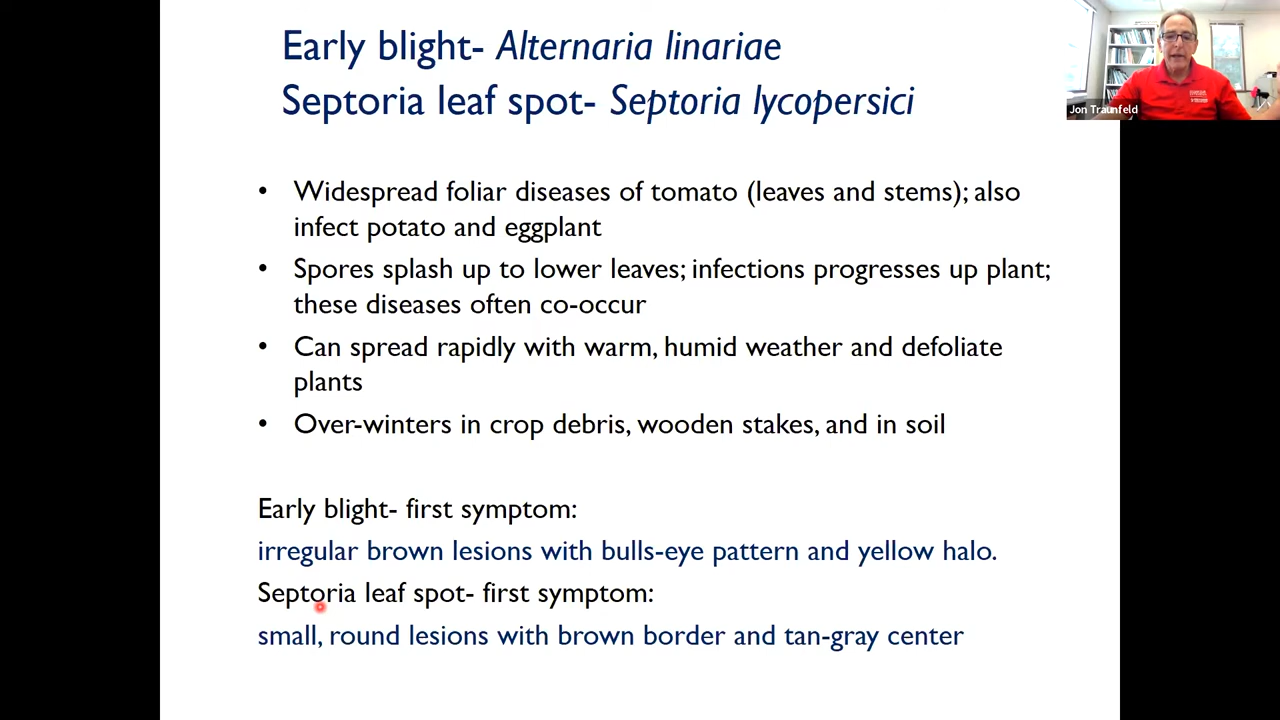 Early blight- Alternaria linariae
Septoria leaf spot- Septoria lycopersici
Jon Traunfeld
• Widespread foliar diseases of tomato (leaves and stems); also
infect potato and eggplant
• Spores splash up to lower leaves; infections progresses up plant;
these diseases often co-occur
• Can spread rapidly with warm, humid weather and defoliate
plants
• Over-winters in crop debris, wooden stakes, and in soil
Early blight- first symptom:
irregular brown lesions with bulls-eye pattern and yellow halo.
Septoria leaf spot- first symptom:
small, round lesions with brown border and tan-gray center